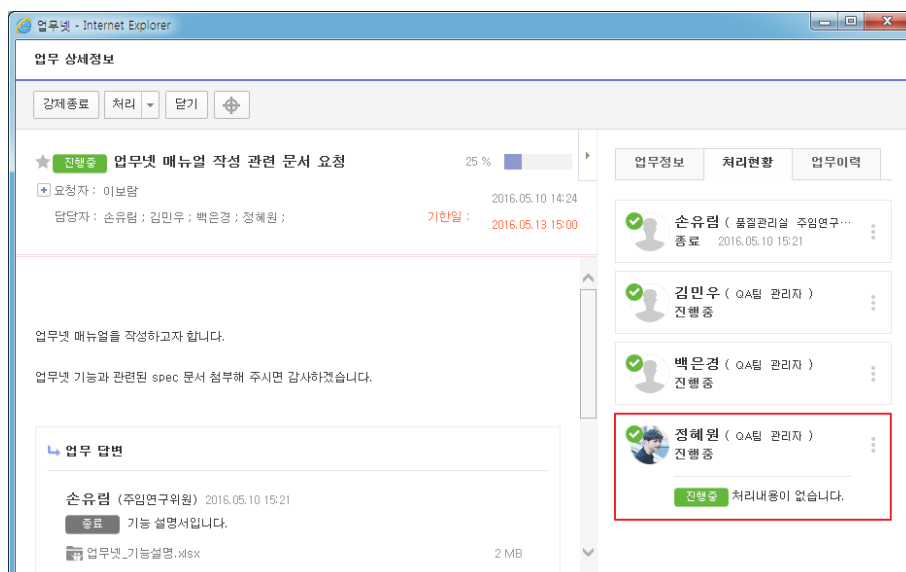 업무넷 - Internet Explorer
업무 상세정보
강제종료 처리 닫기
진행중 업무넷 매뉴얼 작성 관련 문서 요청 25 %
요청자 : 이보람 2016.05.10 14:24
담당자 : 손유림 ; 김민우 ; 백은경 ; 정혜원 ; 기한일 : 2016.05.13 15:00
업무넷 매뉴얼을 작성하고자 합니다.
업무넷 기능과 관련된 spec 문서 첨부해 주시면 감사하겠습니다.
업무 답변
손유림 (주임연구위원) 2016.05.10 15:21
종료 기능 설명서입니다.
업무넷_기능설명.xlsx 2 MB
업무정보 처리현황 업무이력
손유림 ( 품질관리실 주임연구···
종료 2016.05.10 15:21
김민우 ( QA팀 관리자 )
진행중
백은경 ( QA팀 관리자 )
진행중
정혜원 ( QA팀 관리자 )
진행중
진행중 처리내용이 없습니다.